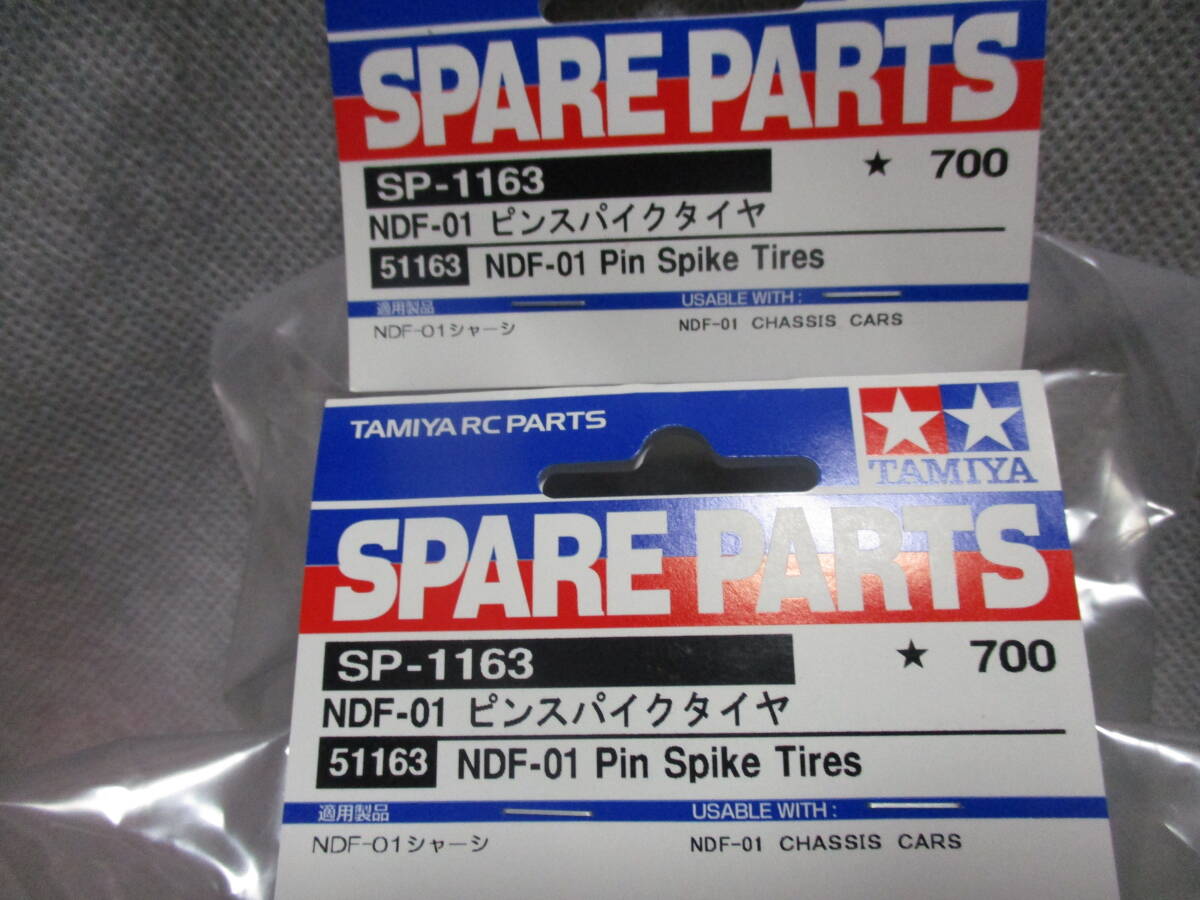 SPARE PARTS
SP-1163 ★ 700
NDF-01 ピンスパイクタイヤ
51163 NDF-01 Pin Spike Tires
適用製品 USABLE WITH :
NDF-01シャーシ NDF-01 CHASSIS CARS
TAMIYA RC PARTS
TAMIYA
SPARE PARTS
SP-1163 ★ 700
NDF-01 ピンスパイクタイヤ
51163 NDF-01 Pin Spike Tires
適用製品 USABLE WITH :
NDF-01シャーシ NDF-01 CHASSIS CARS